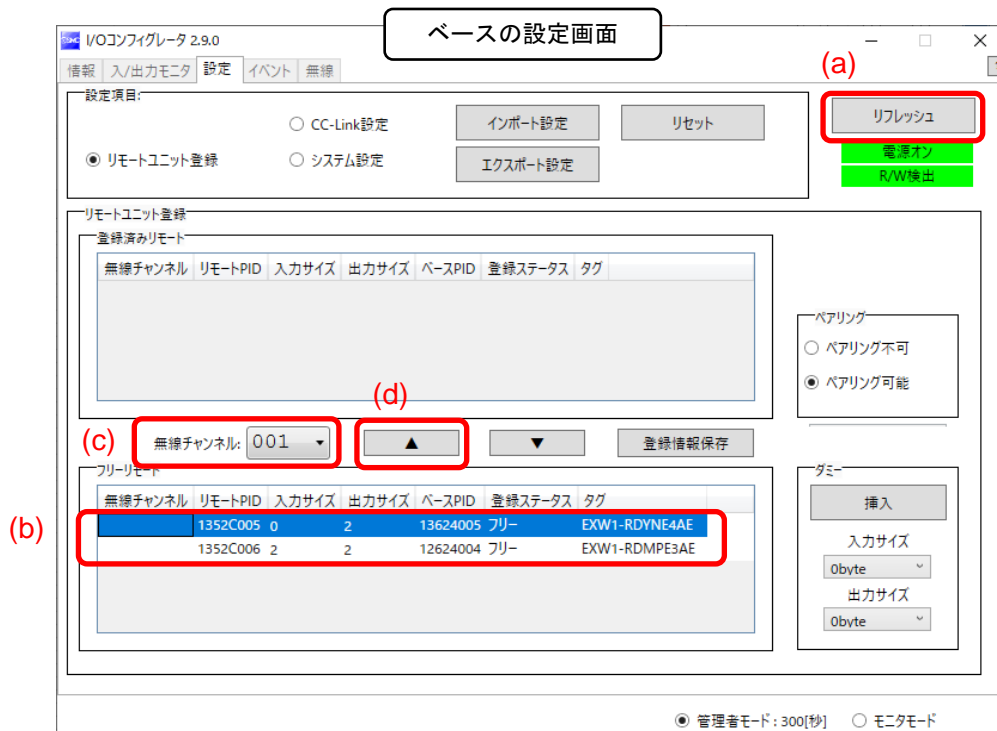 ベースの設定画面
I/Oコンフィグレータ 2.9.0
(a)
情報 入/出力モニタ 設定 イベント 無線
設定項目:
CC-Link設定 インポート設定 リセット リフレッシュ
リモートユニット登録 システム設定 エクスポート設定 電源オン
R/W検出
リモートユニット登録
登録済みリモート
無線チャンネル リモートPID 入力サイズ 出力サイズ ベースPID 登録ステータス タグ
ペアリング
ペアリング不可
ペアリング可能
(d)
(c) 無線チャンネル: 001 ▲ ▼ 登録情報保存
フリーリモート ダミー
無線チャンネル リモートPID 入力サイズ 出力サイズ ベースPID 登録ステータス タグ 挿入
(b) 1352C005 0 2 13624005 フリー EXW1-RDYNE4AE
1352C006 2 2 12624004 フリー EXW1-RDMPE3AE
入力サイズ
0byte
出力サイズ
0byte
管理者モード : 300[秒] モニタモード